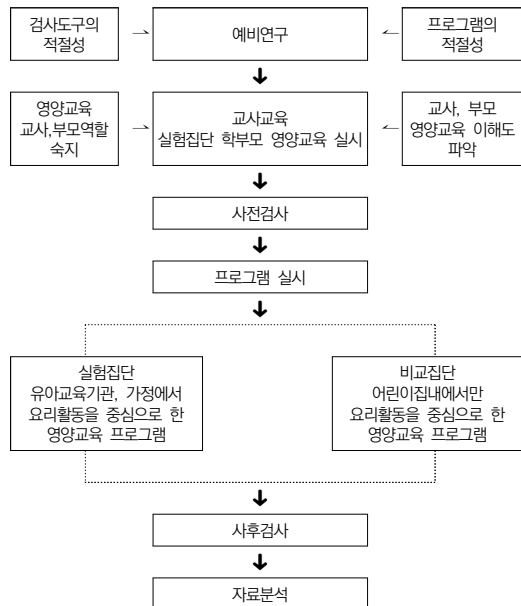 검사도구의
적절성
예비연구
프로그램의
적절성
영양교육
교사,부모역할
숙지
교사교육
실험집단 학부모 영양교육 실시
교사, 부모
영양교육 이해도
파악
사전검사
프로그램 실시
실험집단
유아교육기관, 가정에서
요리활동을 중심으로 한
영양교육 프로그램
비교집단
어린이집내에서만
요리활동을 중심으로 한
영양교육 프로그램
사후검사
자료분석